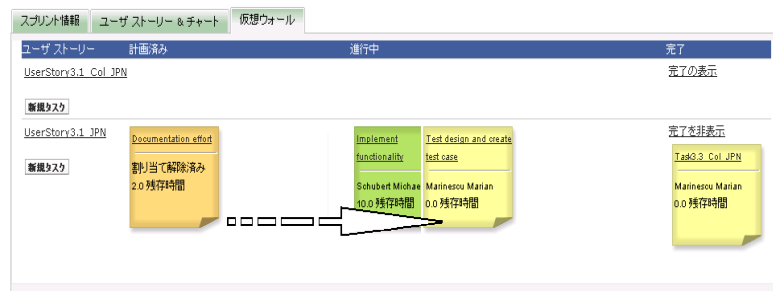 スプリント情報 ユーザ ストーリー & チャート 仮想ウォール
ユーザ ストーリー 計画済み 進行中 完了
UserStory3.1_Col_JPN 完了の表示
新規タスク
UserStory3.1_JPN 完了を非表示
新規タスク
Documentation effort
割り当て解除済み
2.0 残存時間
Implement
functionality
Schubert Michae
10.0 残存時間
Test design and create
test case
Marinescu Marian
0.0 残存時間
Task3.3_Col_JPN
Marinescu Marian
0.0 残存時間